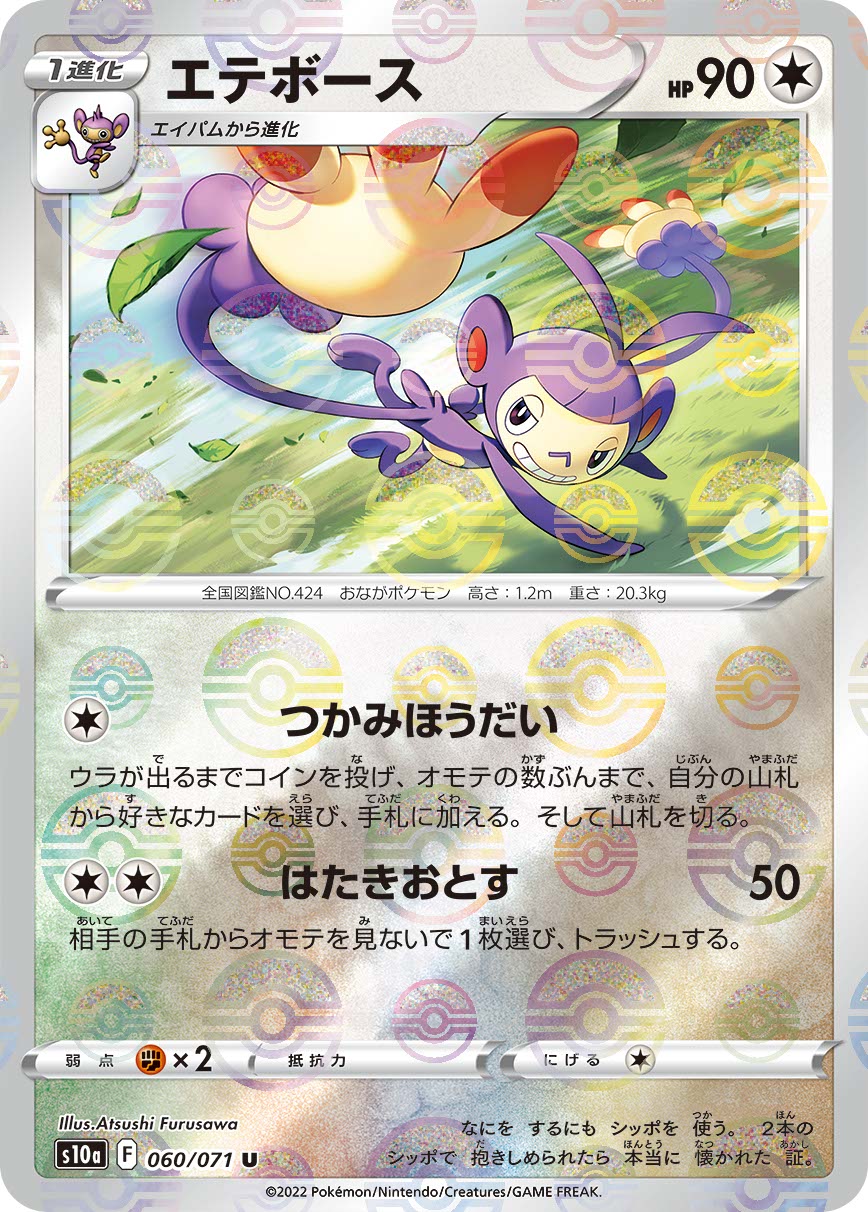 1進化
エテボース
HP90
エイパムから進化
全国図鑑NO.424 おながポケモン 高さ：1.2m 重さ：20.3kg
つかみほうだい
ウラが出るまでコインを投げ、オモテの数ぶんまで、自分の山札
から好きなカードを選び、手札に加える。そして山札を切る。
はたきおとす 50
相手の手札からオモテを見ないで1枚選び、トラッシュする。
弱点 ×2 抵抗力 にげる
Illus.Atsushi Furusawa
なにを するにも シッポを 使う。 2本の
シッポで 抱きしめられたら 本当に 懐かれた 証。
s10a F 060/071 U
©2022 Pokémon/Nintendo/Creatures/GAME FREAK.